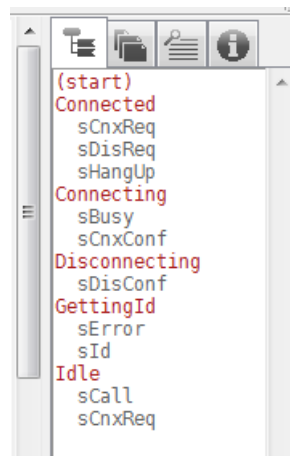 (start)
Connected
sCnxReq
sDisReq
sHangUp
Connecting
sBusy
sCnxConf
Disconnecting
sDisConf
GettingId
sError
sId
Idle
sCall
sCnxReq